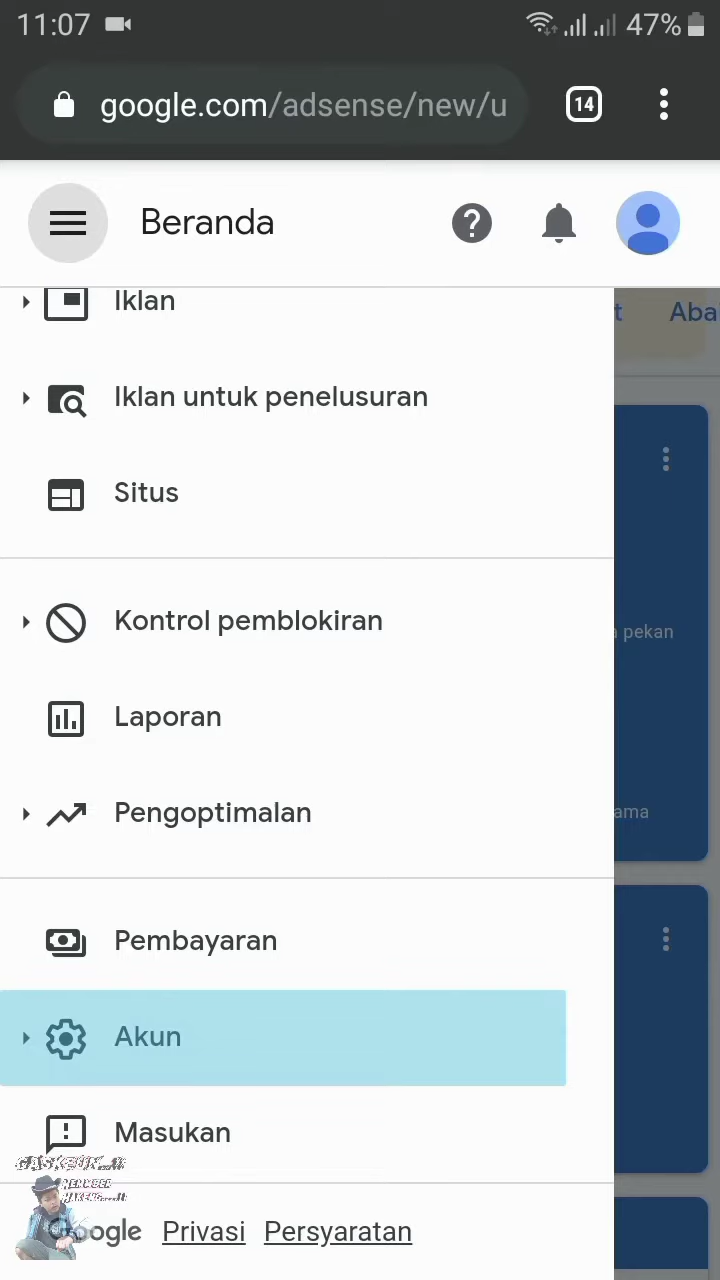 11:07 47%
google.com/adsense/new/u 14
Beranda
Iklan
t Aba
Iklan untuk penelusuran
Situs
Kontrol pemblokiran
pekan
Laporan
Pengoptimalan
ama
Pembayaran
Akun
Masukan
Google Privasi Persyaratan